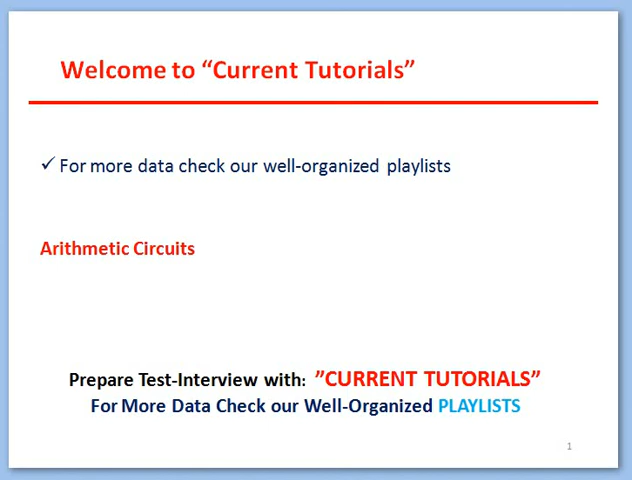 Welcome to “Current Tutorials”
✓ For more data check our well-organized playlists
Arithmetic Circuits
Prepare Test-Interview with: ”CURRENT TUTORIALS”
For More Data Check our Well-Organized PLAYLISTS
1